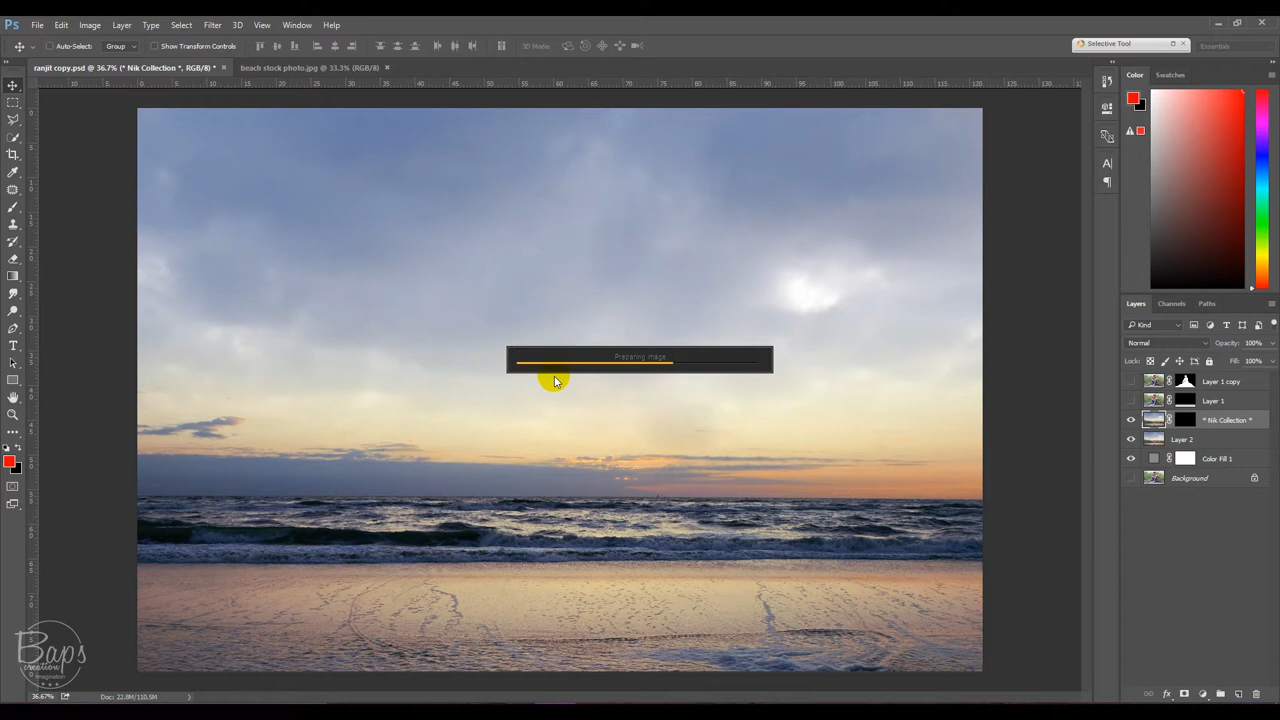 Ps File Edit Image Layer Type Select Filter 3D View Window Help
Auto-Select: Group Show Transform Controls 3D Mode: Selective Tool Essentials
ranjit copy.psd @ 36.7% (* Nik Collection *, RGB/8) * × beach stock photo.jpg @ 33.3% (RGB/8) ×
Color Swatches
Preparing image
Layers Channels Paths
Kind
Normal Opacity: 100%
Lock: Fill: 100%
Layer 1 copy
Layer 1
* Nik Collection *
Layer 2
Color Fill 1
Background
Baps
creation
imagination
36.67% Doc: 22.8M/110.5M